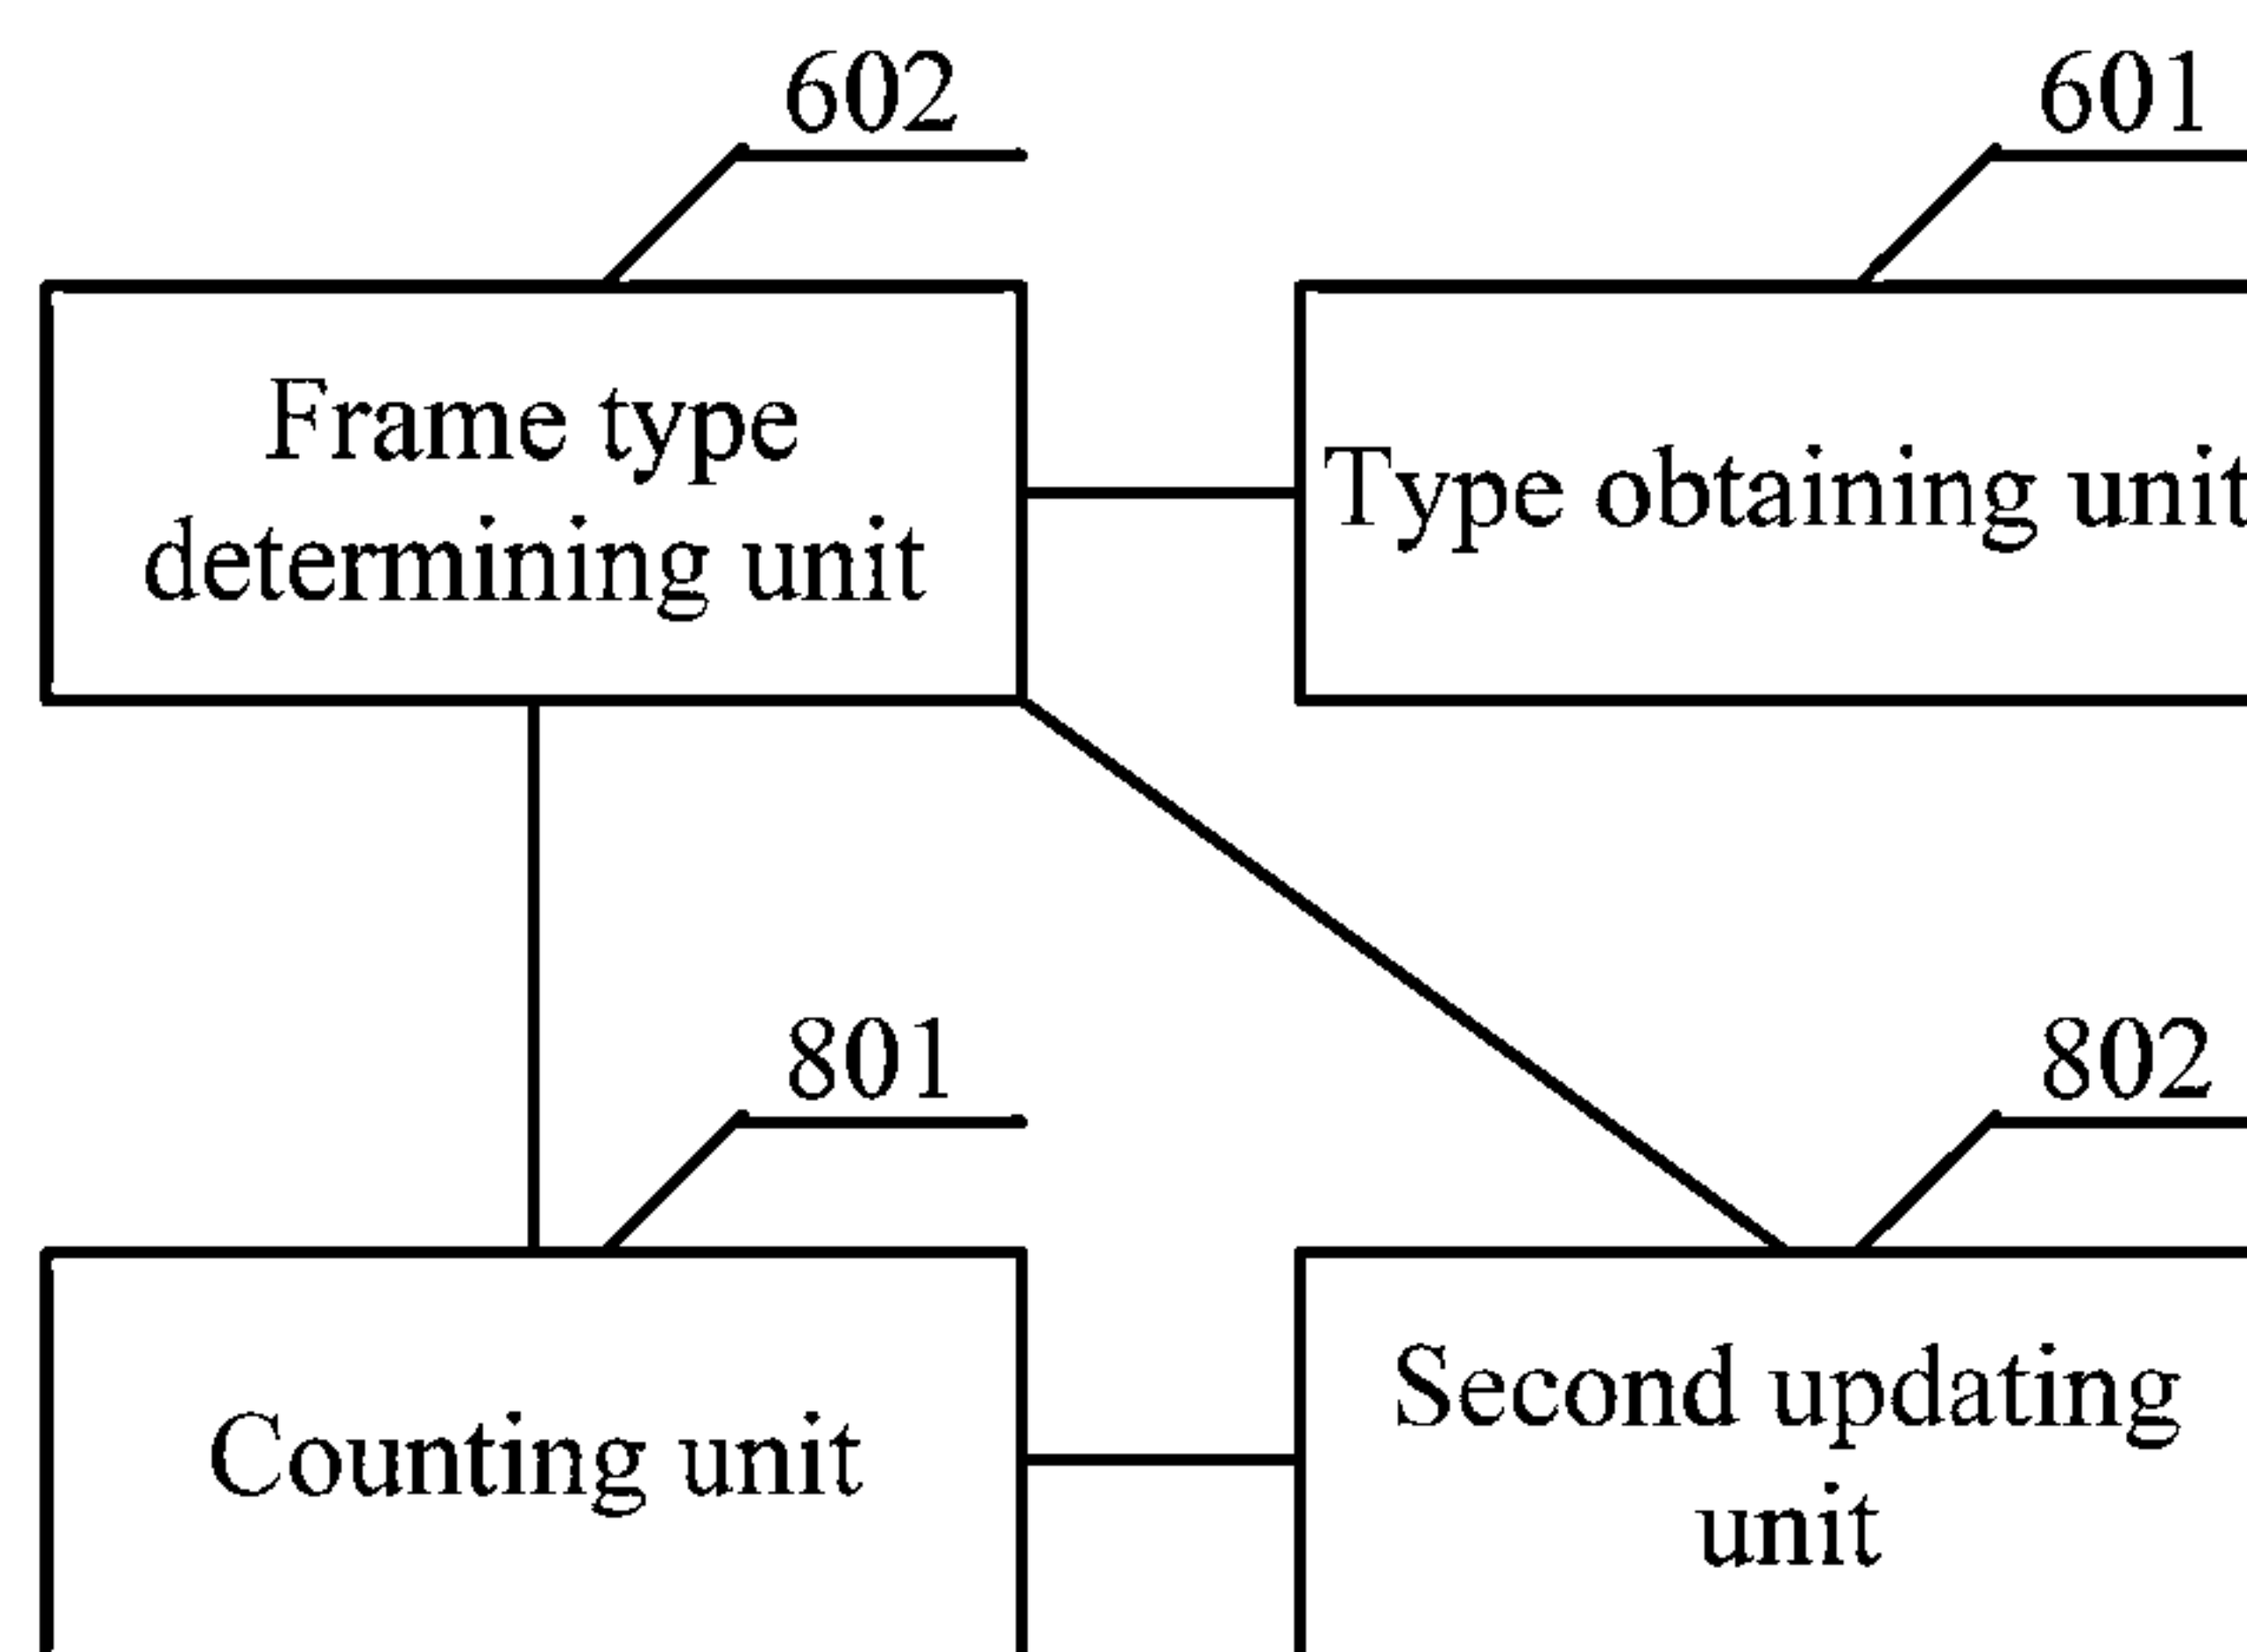 602
601
Frame type
determining unit
Type obtaining unit
801
802
Counting unit
Second updating
unit